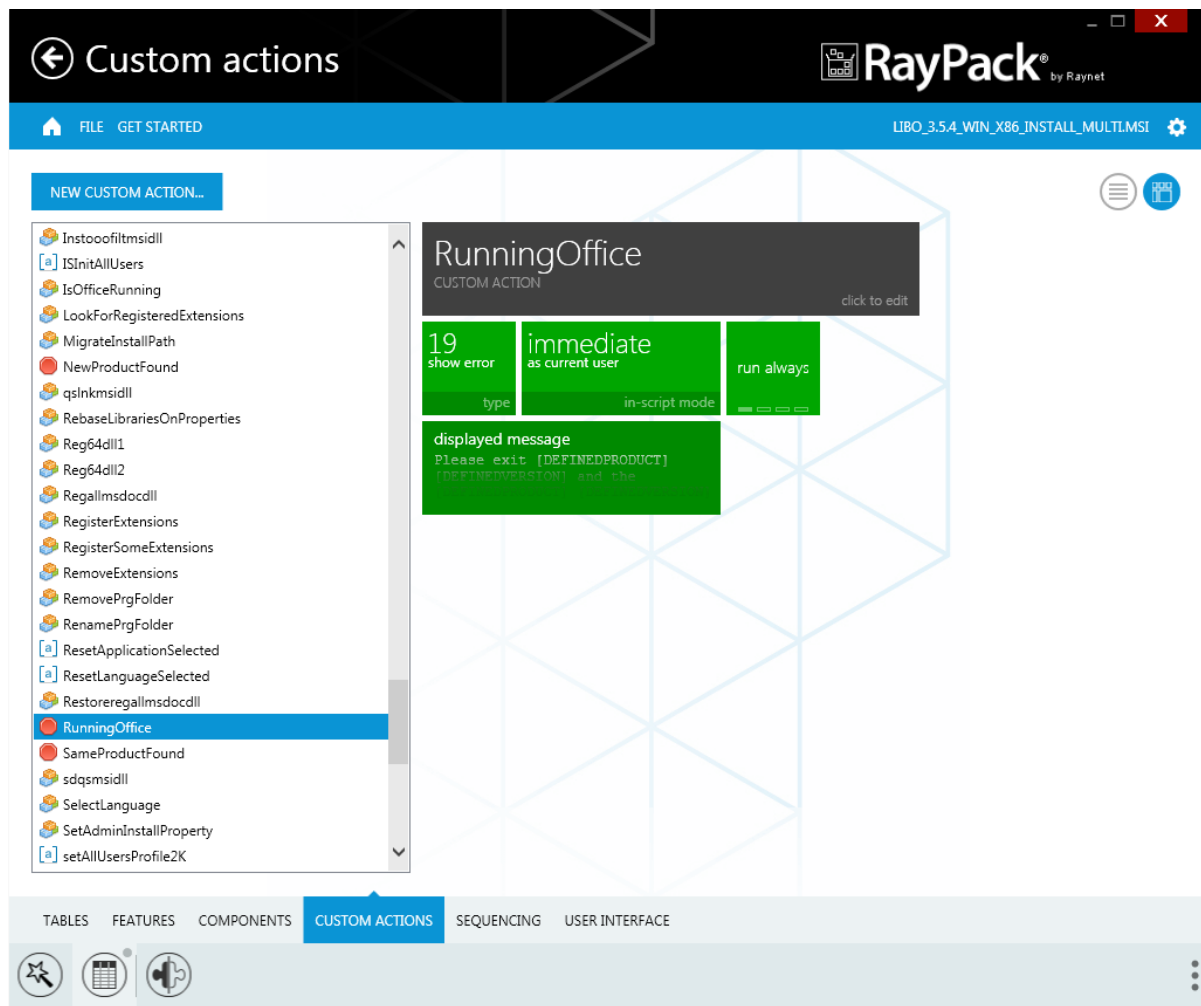 Custom actions
RayPack® by Raynet
X
FILE GET STARTED
LIBO_3.5.4_WIN_X86_INSTALL_MULTI.MSI
NEW CUSTOM ACTION...
Instooofiltmsidll
[a] ISInitAllUsers
IsOfficeRunning
LookForRegisteredExtensions
MigrateInstallPath
NewProductFound
qslnkmsidll
RebaseLibrariesOnProperties
Reg64dll1
Reg64dll2
Regallmsdocdll
RegisterExtensions
RegisterSomeExtensions
RemoveExtensions
RemovePrgFolder
RenamePrgFolder
[a] ResetApplicationSelected
[a] ResetLanguageSelected
Restoreregallmsdocdll
RunningOffice
SameProductFound
sdqsmsidll
SelectLanguage
SetAdminInstallProperty
[a] setAllUsersProfile2K
RunningOffice
CUSTOM ACTION
click to edit
19
show error
type
immediate
as current user
in-script mode
run always
displayed message
Please exit [DEFINEDPRODUCT]
[DEFINEDVERSION] and the
TABLES FEATURES COMPONENTS CUSTOM ACTIONS SEQUENCING USER INTERFACE